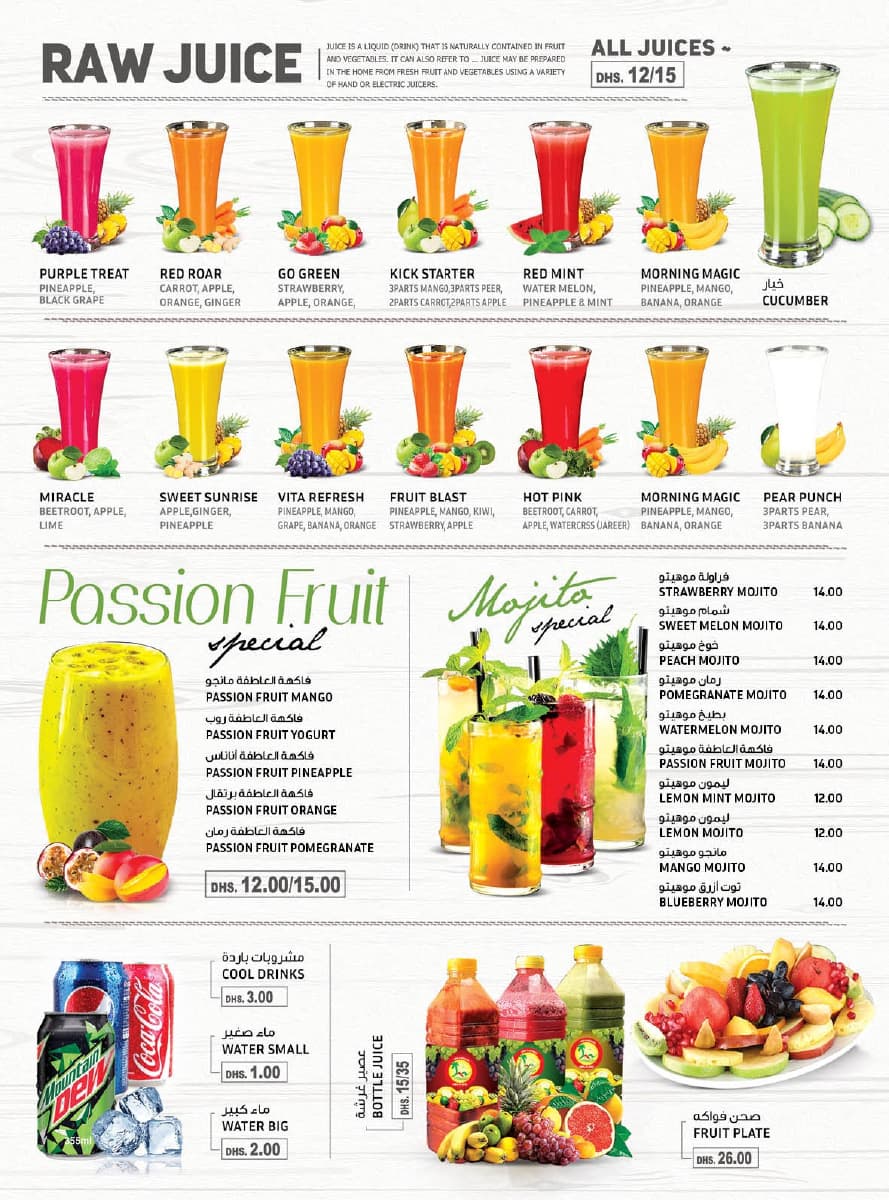 RAW JUICE
JUICE IS A LIQUID (DRINK) THAT IS NATURALLY CONTAINED IN FRUIT
AND VEGETABLES. IT CAN ALSO REFER TO ... JUICE MAY BE PREPARED
IN THE HOME FROM FRESH FRUIT AND VEGETABLES USING A VARIETY
OF HAND OR ELECTRIC JUICERS.
ALL JUICES ~
DHS. 12/15
PURPLE TREAT
PINEAPPLE,
BLACK GRAPE
RED ROAR
CARROT, APPLE,
ORANGE, GINGER
GO GREEN
STRAWBERRY,
APPLE, ORANGE,
KICK STARTER
3PARTS MANGO,3PARTS PEER,
2PARTS CARROT,2PARTS APPLE
RED MINT
WATER MELON,
PINEAPPLE & MINT
MORNING MAGIC
PINEAPPLE, MANGO,
BANANA, ORANGE
خيار
CUCUMBER
MIRACLE
BEETROOT, APPLE,
LIME
SWEET SUNRISE
APPLE,GINGER,
PINEAPPLE
VITA REFRESH
PINEAPPLE, MANGO,
GRAPE, BANANA, ORANGE
FRUIT BLAST
PINEAPPLE, MANGO, KIWI,
STRAWBERRY, APPLE
HOT PINK
BEETROOT, CARROT,
APPLE, WATERCRSS (JAREER)
MORNING MAGIC
PINEAPPLE, MANGO,
BANANA, ORANGE
PEAR PUNCH
3PARTS PEAR,
3PARTS BANANA
Passion Fruit
special
فاكهة العاطفة مانجو
PASSION FRUIT MANGO
فاكهة العاطفة روب
PASSION FRUIT YOGURT
فاكهة العاطفة أناناس
PASSION FRUIT PINEAPPLE
فاكهة العاطفة برتقال
PASSION FRUIT ORANGE
فاكهة العاطفة رمان
PASSION FRUIT POMEGRANATE
DHS. 12.00/15.00
Mojito
special
فراولة موهيتو
STRAWBERRY MOJITO 14.00
شمام موهيتو
SWEET MELON MOJITO 14.00
خوخ موهيتو
PEACH MOJITO 14.00
رمان موهيتو
POMEGRANATE MOJITO 14.00
بطيخ موهيتو
WATERMELON MOJITO 14.00
فاكهة العاطفة موهيتو
PASSION FRUIT MOJITO 14.00
ليمون موهيتو
LEMON MINT MOJITO 12.00
ليمون موهيتو
LEMON MOJITO 12.00
مانجو موهيتو
MANGO MOJITO 14.00
توت أزرق موهيتو
BLUEBERRY MOJITO 14.00
pepsi
Coca-Cola
Mountain
Dew
355ml
مشروبات باردة
COOL DRINKS
DHS. 3.00
ماء صغير
WATER SMALL
DHS. 1.00
ماء كبير
WATER BIG
DHS. 2.00
عصير غرشة
BOTTLE JUICE
DHS. 15/35
صحن فواكه
FRUIT PLATE
DHS. 26.00